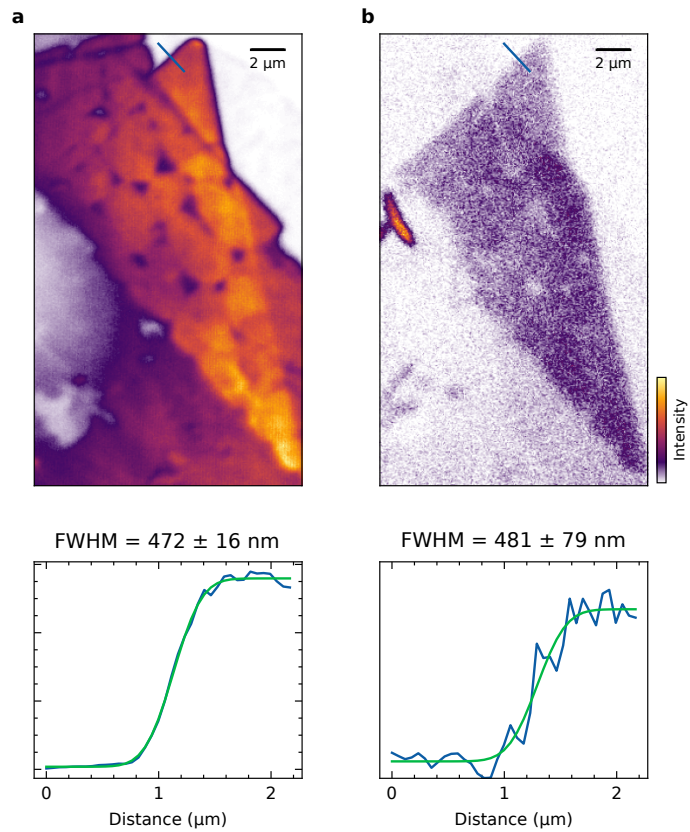 a
b
2 μm
2 μm
Intensity
FWHM = 472 ± 16 nm
FWHM = 481 ± 79 nm
0
1
2
0
1
2
Distance (μm)
Distance (μm)